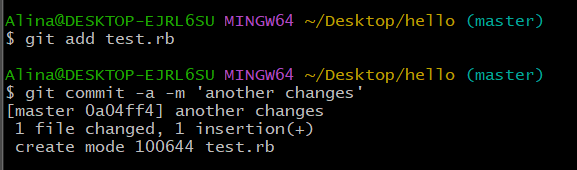 Alina@DESKTOP-EJRL6SU MINGW64 ~/Desktop/hello (master)
$ git add test.rb
Alina@DESKTOP-EJRL6SU MINGW64 ~/Desktop/hello (master)
$ git commit -a -m 'another changes'
[master 0a04ff4] another changes
 1 file changed, 1 insertion(+)
 create mode 100644 test.rb